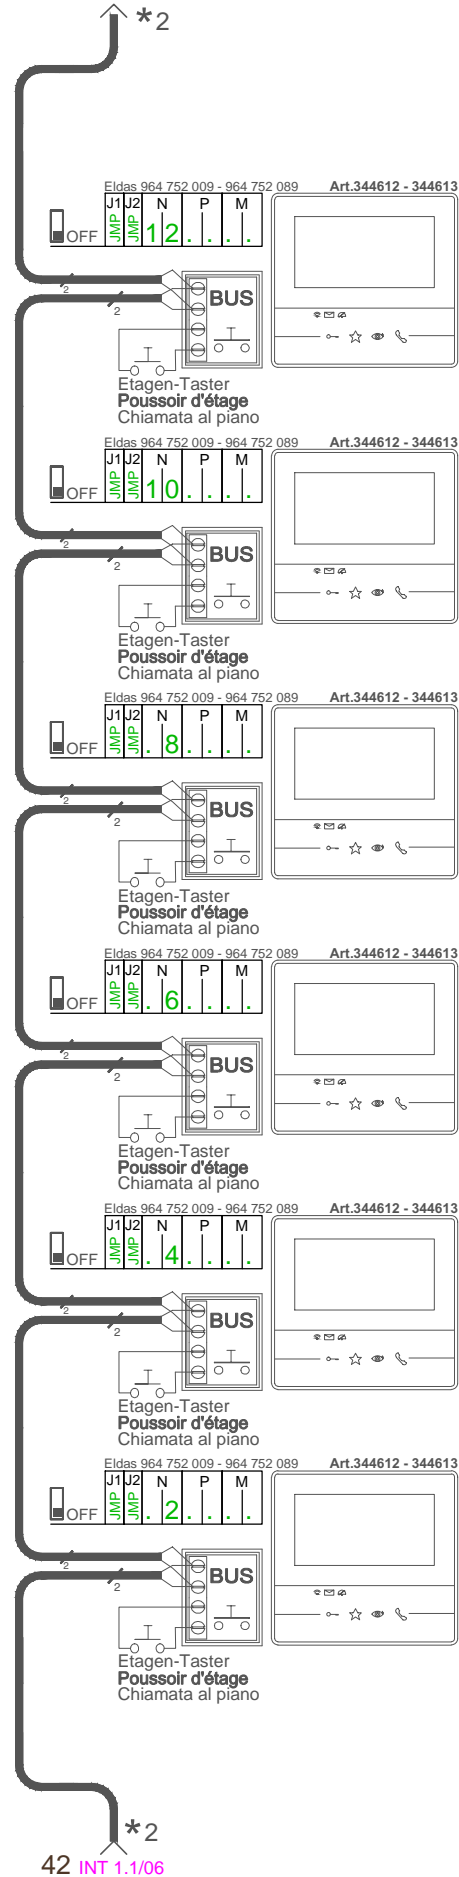 *2
Eldas 964 752 009 - 964 752 089 Art.344612 - 344613
J1 J2 N P M
OFF JMP JMP 1 2 . . . .
2
2
BUS
Etagen-Taster
Poussoir d'étage
Chiamata al piano
Eldas 964 752 009 - 964 752 089 Art.344612 - 344613
J1 J2 N P M
OFF JMP JMP 1 0 . . . .
2
2
BUS
Etagen-Taster
Poussoir d'étage
Chiamata al piano
Eldas 964 752 009 - 964 752 089 Art.344612 - 344613
J1 J2 N P M
OFF JMP JMP . 8 . . . .
2
2
BUS
Etagen-Taster
Poussoir d'étage
Chiamata al piano
Eldas 964 752 009 - 964 752 089 Art.344612 - 344613
J1 J2 N P M
OFF JMP JMP . 6 . . . .
2
2
BUS
Etagen-Taster
Poussoir d'étage
Chiamata al piano
Eldas 964 752 009 - 964 752 089 Art.344612 - 344613
J1 J2 N P M
OFF JMP JMP . 4 . . . .
2
2
BUS
Etagen-Taster
Poussoir d'étage
Chiamata al piano
Eldas 964 752 009 - 964 752 089 Art.344612 - 344613
J1 J2 N P M
OFF JMP JMP . 2 . . . .
2
2
BUS
Etagen-Taster
Poussoir d'étage
Chiamata al piano
*2
42 INT 1.1/06